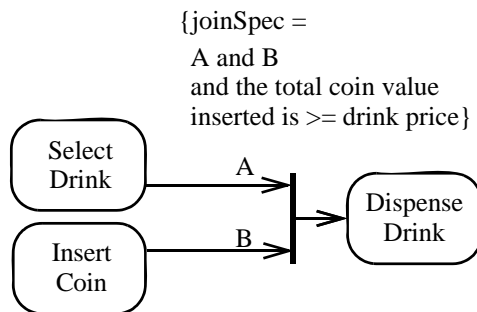 {joinSpec =
A and B
and the total coin value
inserted is >= drink price}
Select
Drink
A
Dispense
Drink
B
Insert
Coin